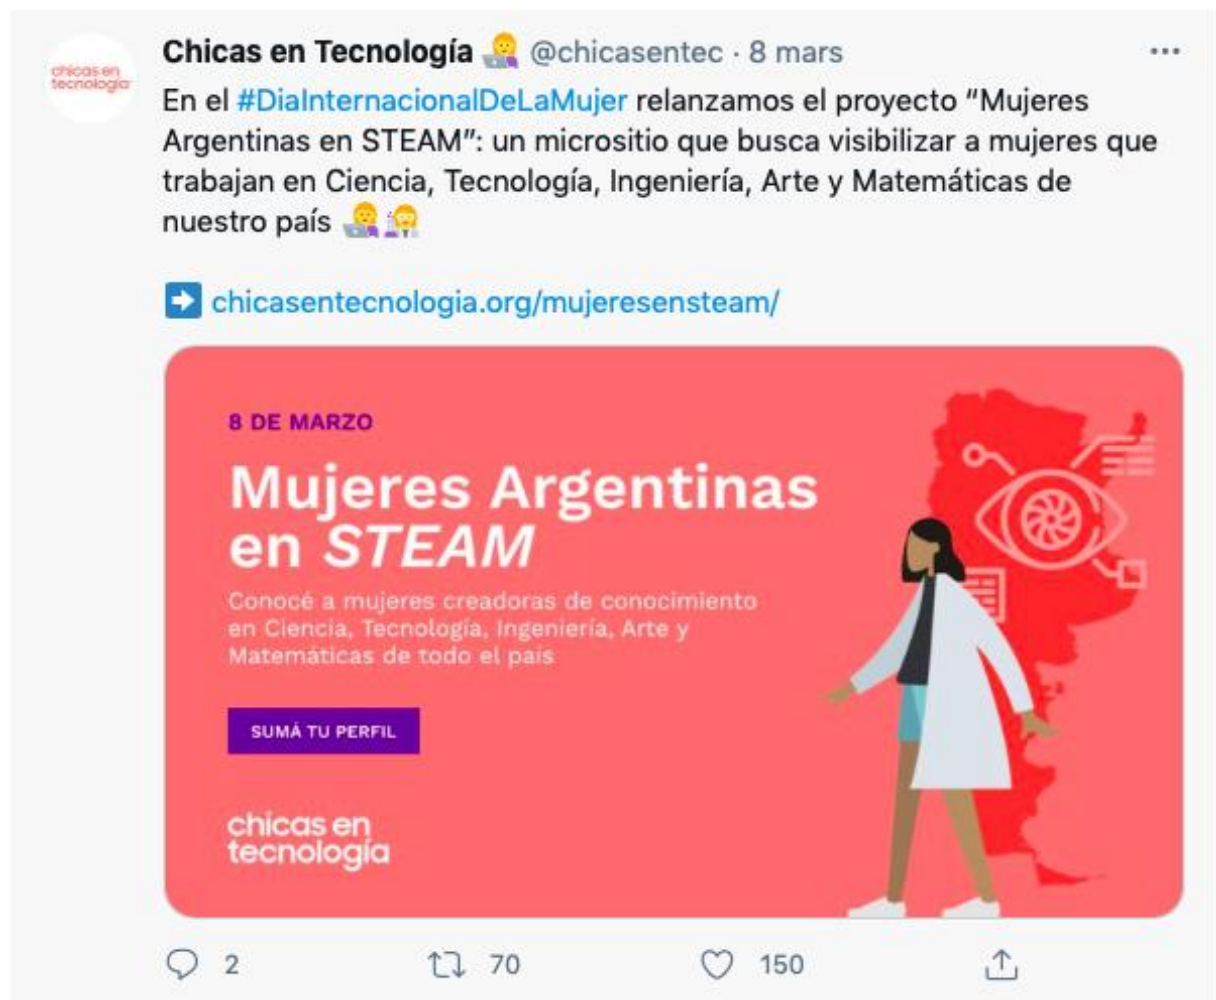 chicas en
tecnología
Chicas en Tecnología 👩‍💻 @chicasentec · 8 mars
En el #DiaInternacionalDeLaMujer relanzamos el proyecto “Mujeres
Argentinas en STEAM”: un micrositio que busca visibilizar a mujeres que
trabajan en Ciencia, Tecnología, Ingeniería, Arte y Matemáticas de
nuestro país 👩‍💻👩‍🔬
➡️ chicasentecnologia.org/mujeresensteam/
8 DE MARZO
Mujeres Argentinas
en STEAM
Conocé a mujeres creadoras de conocimiento
en Ciencia, Tecnología, Ingeniería, Arte y
Matemáticas de todo el país
SUMÁ TU PERFIL
chicas en
tecnología
2 70 150